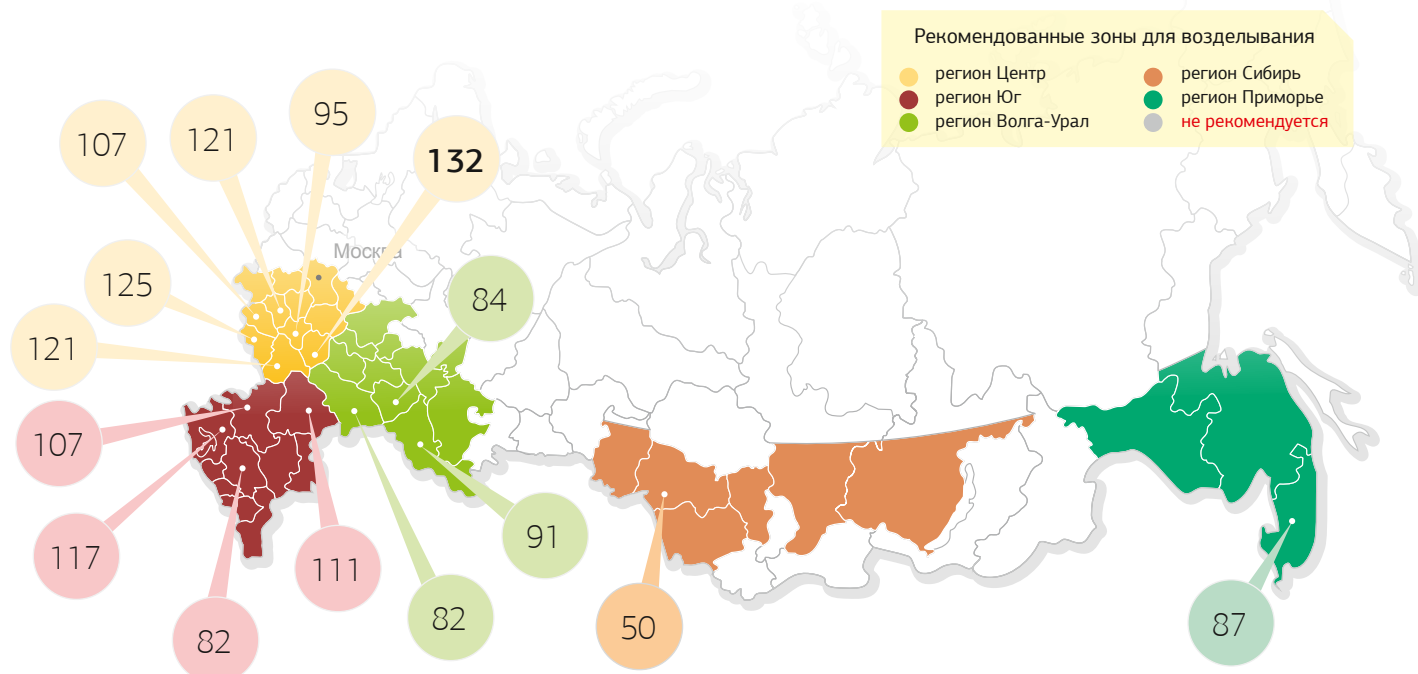 Рекомендованные зоны для возделывания
регион Центр
регион Юг
регион Волга-Урал
регион Сибирь
регион Приморье
не рекомендуется
95
121
107
132
Москва
125
84
121
107
91
117
111
82
82
50
87